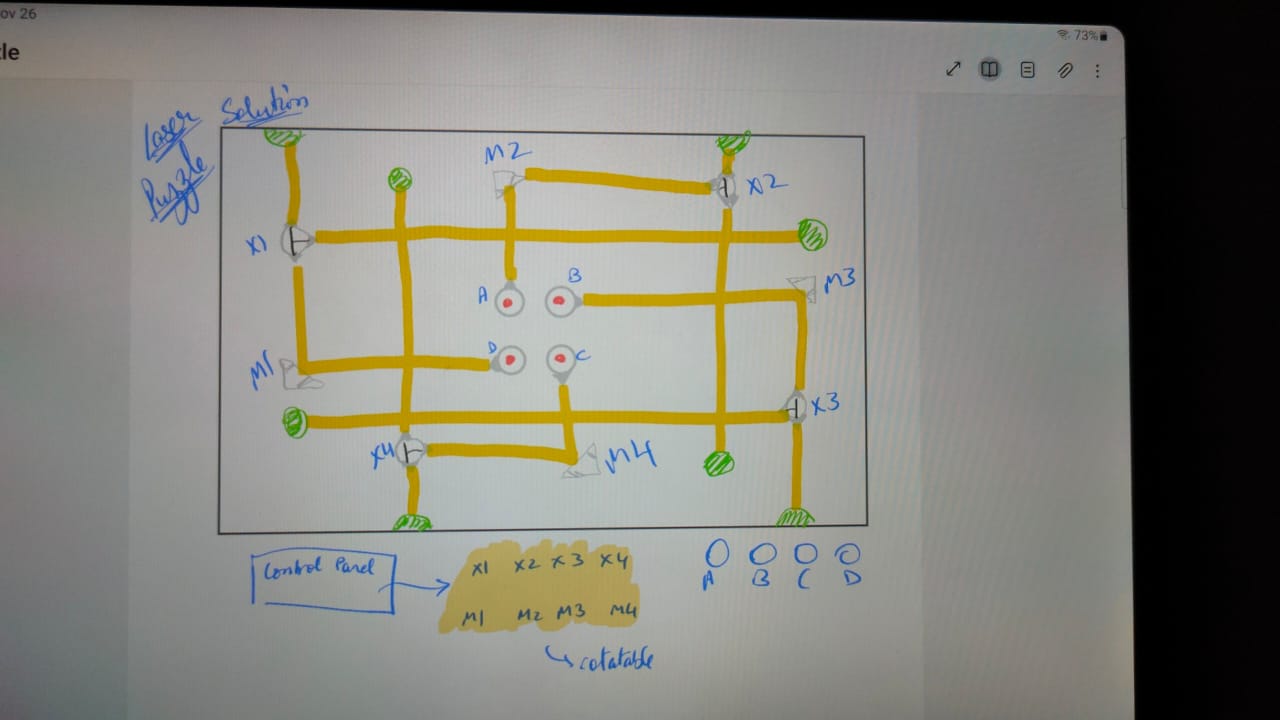 ov 26
73%
le
Laser Solution
Puzzle
M2
X2
X1
B
A
M3
D
C
M1
X3
X4
M4
Control Panel
X1 X2 X3 X4
M1 M2 M3 M4
A B C D
rotatable